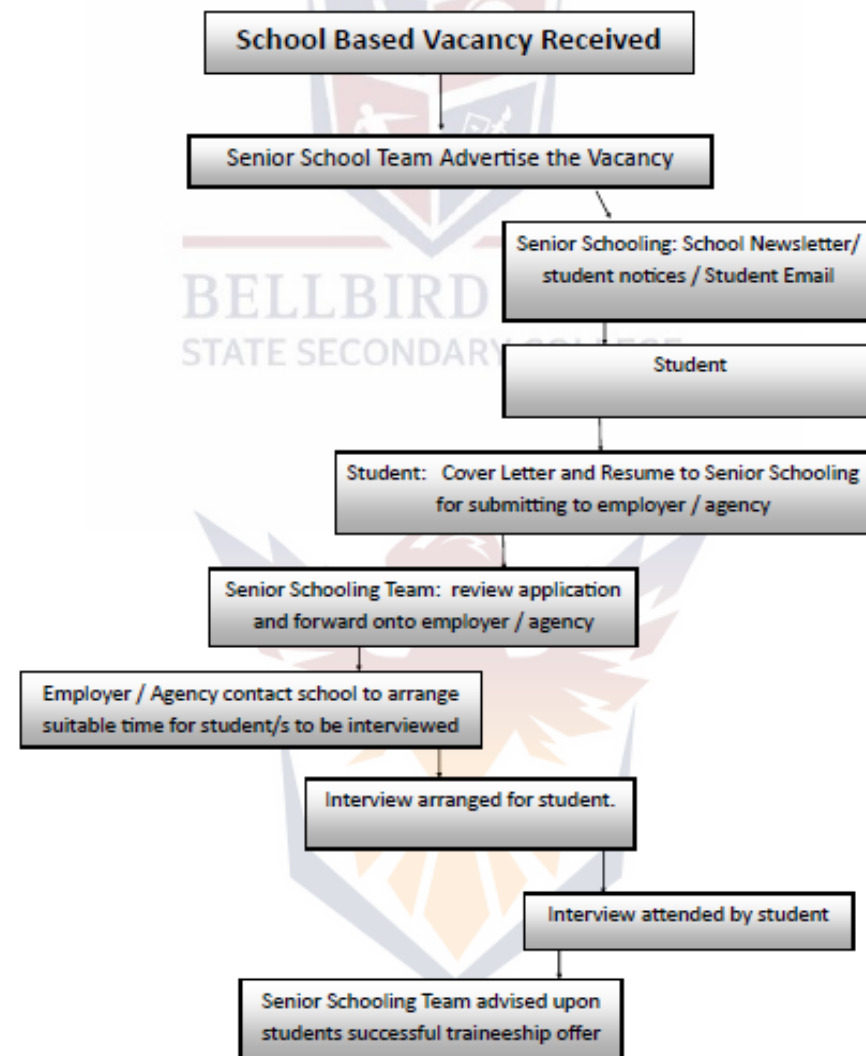 School Based Vacancy Received
Senior School Team Advertise the Vacancy
Senior Schooling: School Newsletter/
student notices / Student Email
BELLBIRD
STATE SECONDARY COLLEGE
Student
Student:   Cover Letter and Resume to Senior Schooling
for submitting to employer / agency
Senior Schooling Team:  review application
and forward onto employer / agency
Employer / Agency contact school to arrange
suitable time for student/s to be interviewed
Interview arranged for student.
Interview attended by student
Senior Schooling Team advised upon
students successful traineeship offer